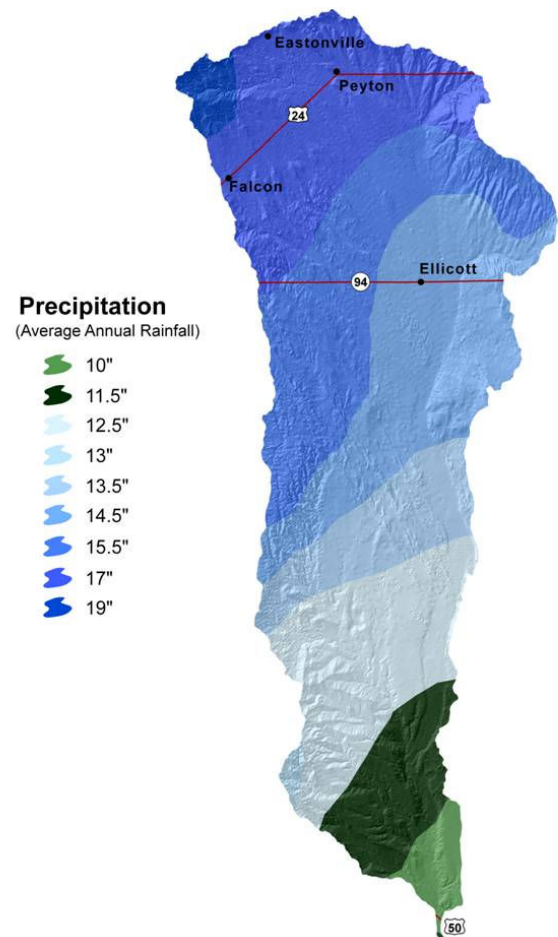 Eastonville
Peyton
24
Falcon
94
Ellicott
Precipitation
(Average Annual Rainfall)
10"
11.5"
12.5"
13"
13.5"
14.5"
15.5"
17"
19"
50